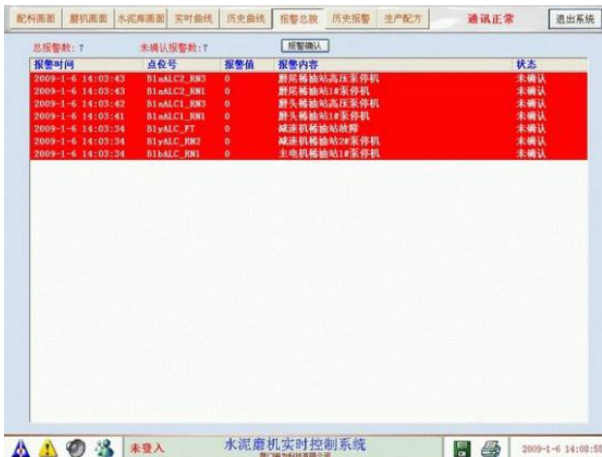 配料画面 磨机画面 水泥库画面 实时曲线 历史曲线 报警总貌 历史报警 生产配方 通讯正常 退出系统
总报警数：7 未确认报警数：7 报警确认
报警时间 点位号 报警值 报警内容 状态
2009-1-6 14:03:43 B1mALC2_RN3 0 磨尾稀油站高压泵停机 未确认
2009-1-6 14:03:43 B1mALC2_RN1 0 磨尾稀油站1#泵停机 未确认
2009-1-6 14:03:42 B1mALC1_RN3 0 磨头稀油站高压泵停机 未确认
2009-1-6 14:03:41 B1mALC1_RN1 0 磨头稀油站1#泵停机 未确认
2009-1-6 14:03:34 B1yALC_FT 0 减速机稀油站故障 未确认
2009-1-6 14:03:34 B1yALC_RN2 0 减速机稀油站2#泵停机 未确认
2009-1-6 14:03:34 B1bALC_RN1 0 主电机稀油站1#泵停机 未确认
未登入 水泥磨机实时控制系统 2009-1-6 14:08:55